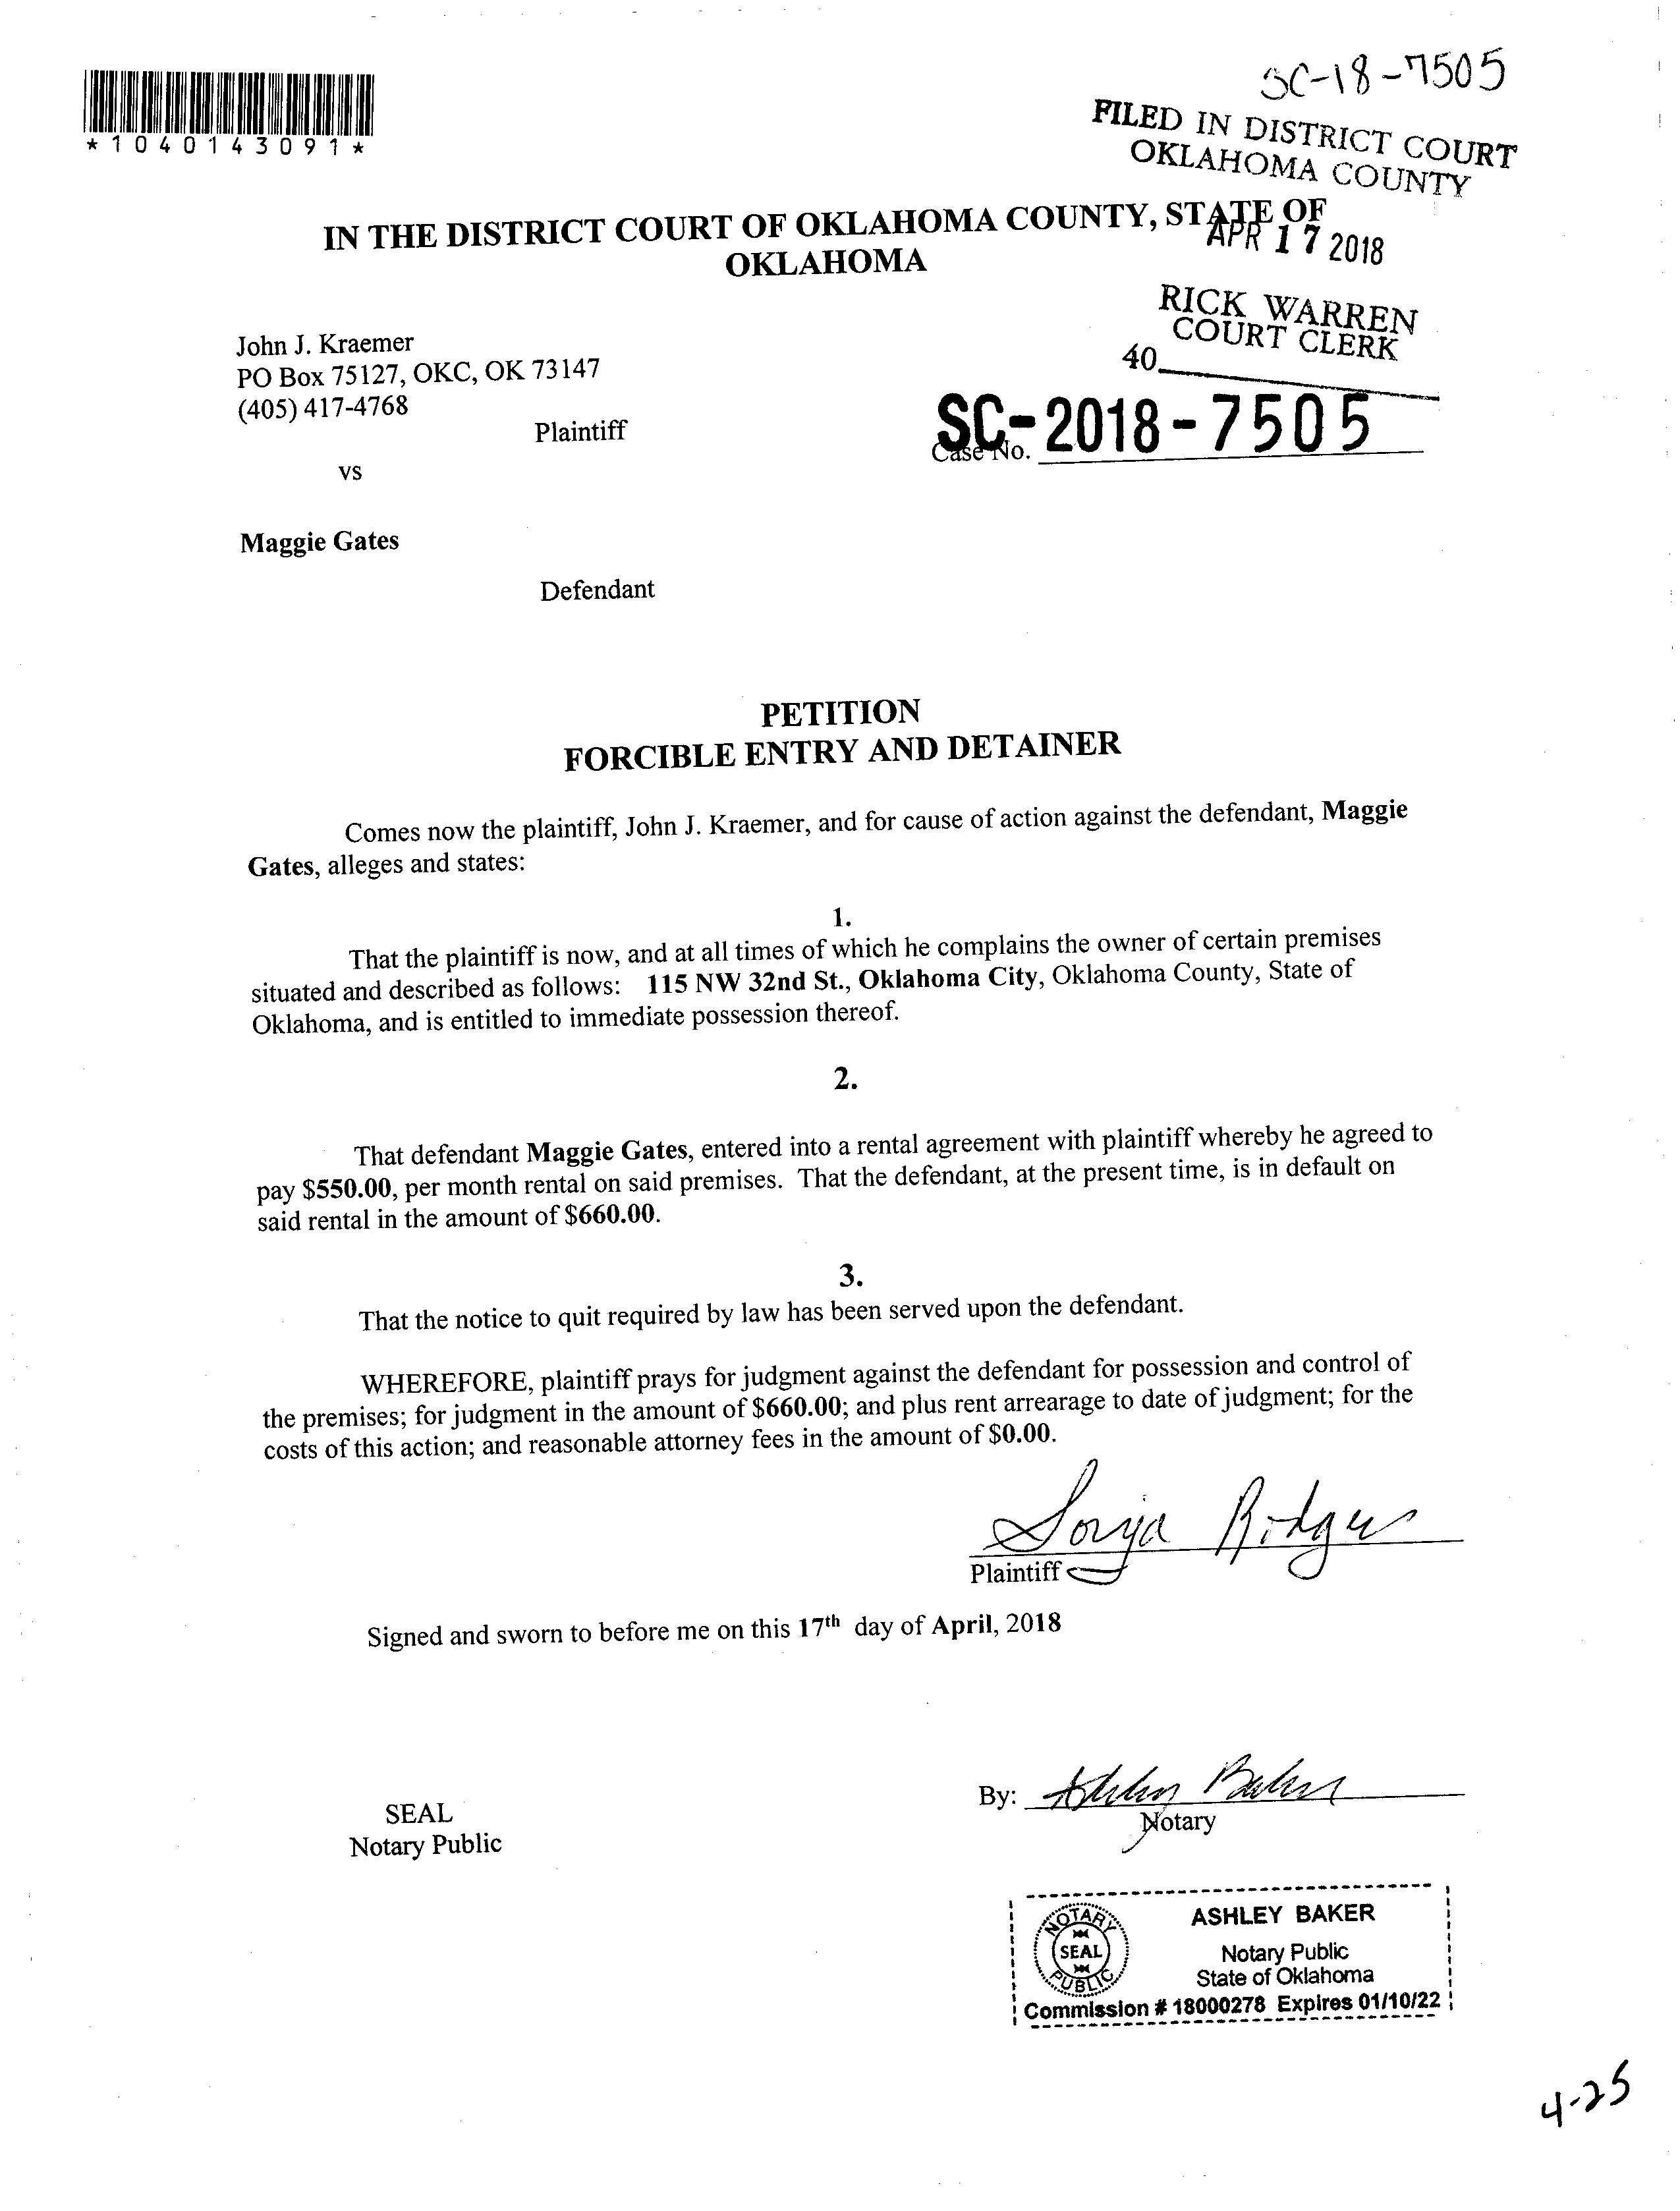 SC-18-7505
*1040143091*
FILED IN DISTRICT COURT
OKLAHOMA COUNTY
IN THE DISTRICT COURT OF OKLAHOMA COUNTY, STATE OF
OKLAHOMA
APR 17 2018
RICK WARREN
COURT CLERK
40
John J. Kraemer
PO Box 75127, OKC, OK 73147
(405) 417-4768
Plaintiff
SC-2018-7505
Case No.
vs
Maggie Gates
Defendant
PETITION
FORCIBLE ENTRY AND DETAINER
Comes now the plaintiff, John J. Kraemer, and for cause of action against the defendant, Maggie
Gates, alleges and states:
1.
That the plaintiff is now, and at all times of which he complains the owner of certain premises
situated and described as follows: 115 NW 32nd St., Oklahoma City, Oklahoma County, State of
Oklahoma, and is entitled to immediate possession thereof.
2.
That defendant Maggie Gates, entered into a rental agreement with plaintiff whereby he agreed to
pay $550.00, per month rental on said premises. That the defendant, at the present time, is in default on
said rental in the amount of $660.00.
3.
That the notice to quit required by law has been served upon the defendant.
WHEREFORE, plaintiff prays for judgment against the defendant for possession and control of
the premises; for judgment in the amount of $660.00; and plus rent arrearage to date of judgment; for the
costs of this action; and reasonable attorney fees in the amount of $0.00.
Sonja Rodgers
Plaintiff
Signed and sworn to before me on this 17th day of April, 2018
By: Ashley Baker
Notary
SEAL
Notary Public
NOTARY
SEAL
PUBLIC
ASHLEY BAKER
Notary Public
State of Oklahoma
Commission # 18000278 Expires 01/10/22
4-25